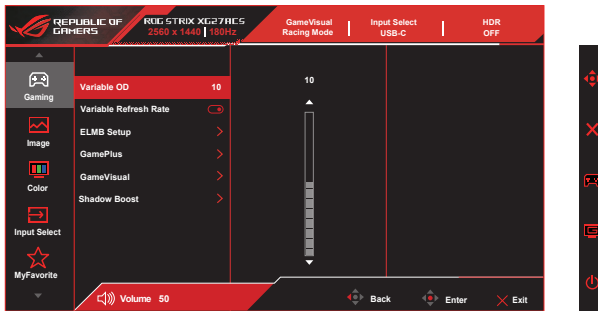 REPUBLIC OF
GAMERS
ROG STRIX XG27ACS
2560 x 1440 180Hz
GameVisual
Racing Mode
Input Select
USB-C
HDR
OFF
Gaming
Image
Color
Input Select
MyFavorite
Variable OD 10
Variable Refresh Rate
ELMB Setup
GamePlus
GameVisual
Shadow Boost
10
Volume 50
Back
Enter
Exit